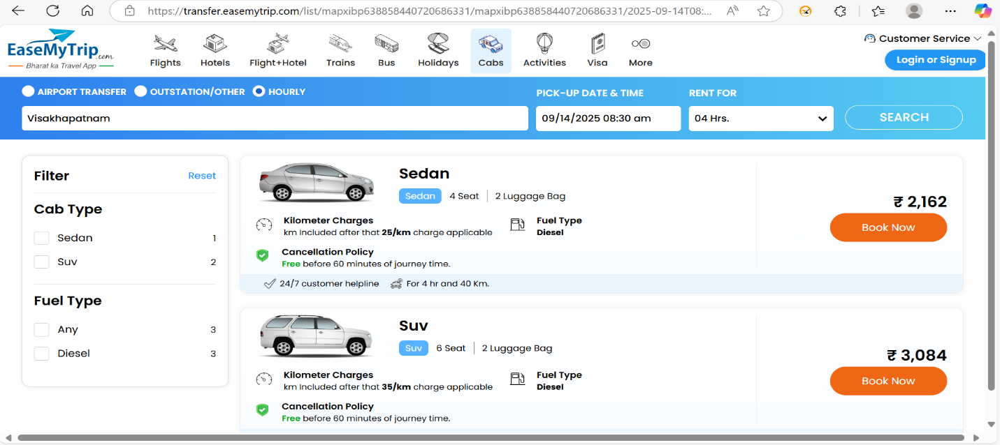 https://transfer.easemytrip.com/list/mapxibp638858440720686331/mapxibp638858440720686331/2025-09-14T08:...
EaseMyTrip.com
Bharat ka Travel App
Flights
Hotels
Flight+Hotel
Trains
Bus
Holidays
Cabs
Activities
Visa
More
Customer Service
Login or Signup
AIRPORT TRANSFER OUTSTATION/OTHER HOURLY
PICK-UP DATE & TIME
RENT FOR
Visakhapatnam
09/14/2025 08:30 am
04 Hrs.
SEARCH
Filter
Reset
Cab Type
Sedan 1
Suv 2
Fuel Type
Any 3
Diesel 3
Sedan
Sedan 4 Seat | 2 Luggage Bag
Kilometer Charges
km Included after that 25/km charge applicable
Fuel Type
Diesel
Cancellation Policy
Free before 60 minutes of journey time.
24/7 customer helpline
For 4 hr and 40 Km.
₹ 2,162
Book Now
Suv
Suv 6 Seat | 2 Luggage Bag
Kilometer Charges
km Included after that 35/km charge applicable
Fuel Type
Diesel
Cancellation Policy
Free before 60 minutes of journey time.
₹ 3,084
Book Now